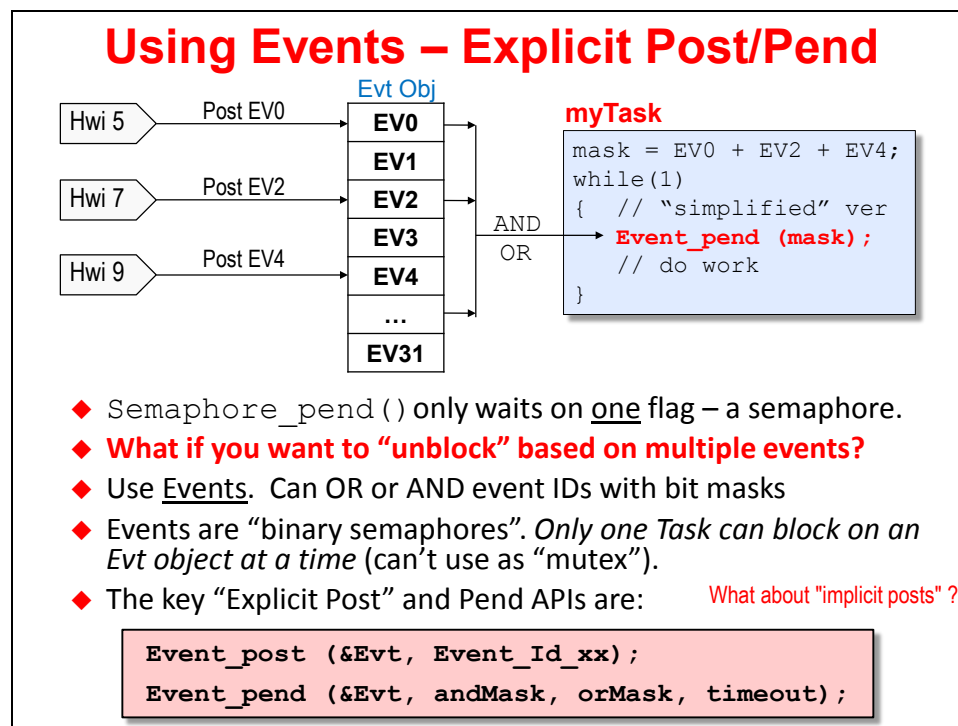 Using Events – Explicit Post/Pend
Evt Obj
Hwi 5
Post EV0
Hwi 7
Post EV2
Hwi 9
Post EV4
EV0
EV1
EV2
EV3
EV4
...
EV31
AND
OR
myTask
mask = EV0 + EV2 + EV4;
while(1)
{ // “simplified” ver
Event_pend (mask);
// do work
}
Semaphore_pend() only waits on one flag – a semaphore.
What if you want to “unblock” based on multiple events?
Use Events. Can OR or AND event IDs with bit masks
Events are “binary semaphores”. Only one Task can block on an
Evt object at a time (can’t use as “mutex”).
The key “Explicit Post” and Pend APIs are:
What about "implicit posts" ?
Event_post (&Evt, Event_Id_xx);
Event_pend (&Evt, andMask, orMask, timeout);